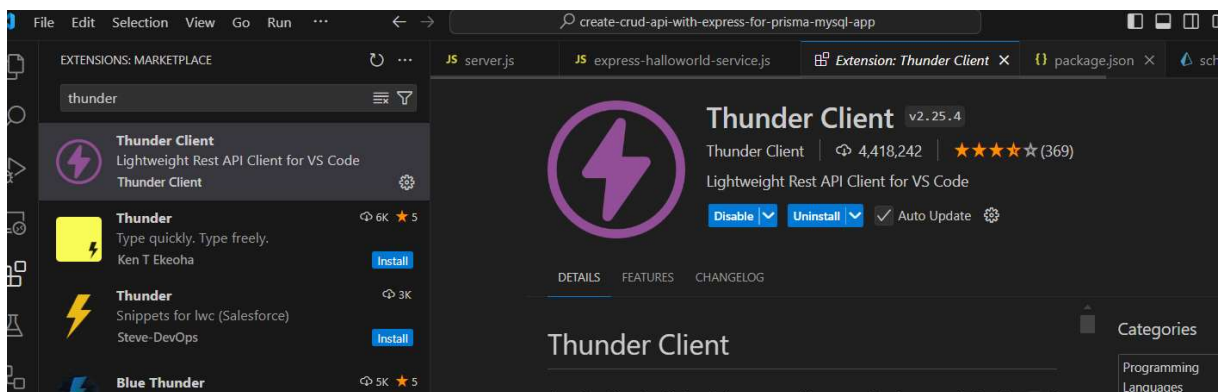 File Edit Selection View Go Run ··· create-crud-api-with-express-for-prisma-mysql-app
EXTENSIONS: MARKETPLACE
thunder
Thunder Client
Lightweight Rest API Client for VS Code
Thunder Client
Thunder 6K 5
Type quickly. Type freely.
Ken T Ekeoha Install
Thunder 3K
Snippets for lwc (Salesforce)
Steve-DevOps Install
Blue Thunder 5K 5
JS server.js JS express-halloworld-service.js Extension: Thunder Client {} package.json sch
Thunder Client v2.25.4
Thunder Client 4,418,242 (369)
Lightweight Rest API Client for VS Code
Disable Uninstall Auto Update
DETAILS FEATURES CHANGELOG
Thunder Client
Categories
Programming
Languages